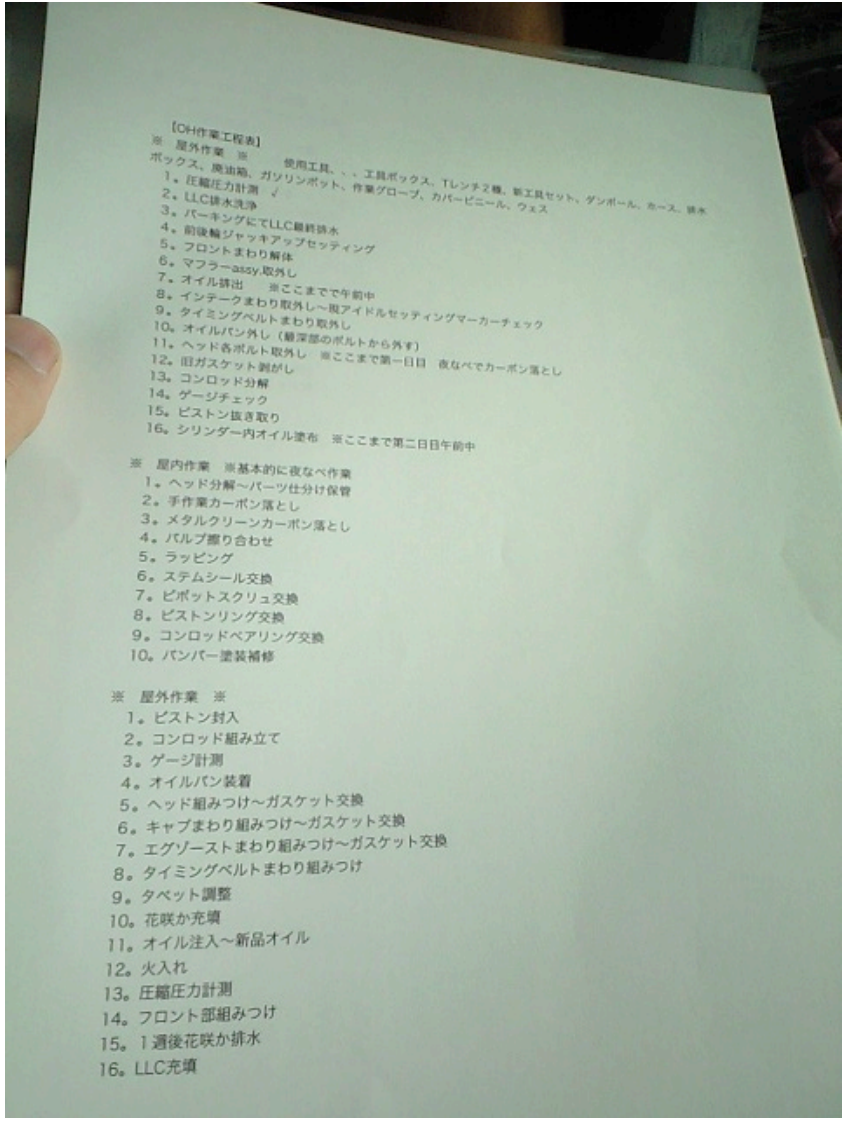 【OH作業工程表】
※ 屋外作業 ※ 使用工具、、、工具ボックス、Tレンチ２種、新工具セット、ダンボール、ホース、排水
ボックス、廃油箱、ガソリンポット、作業グローブ、カバービニール、ウェス
1。圧縮圧力計測 √
2。LLC排水洗浄
3。パーキングにてLLC最終排水
4。前後輪ジャッキアップセッティング
5。フロントまわり解体
6。マフラーassy.取外し
7。オイル排出 ※ここまでで午前中
8。インテークまわり取外し〜現アイドルセッティングマーカーチェック
9。タイミングベルトまわり取外し
10。オイルパン外し（最深部のボルトから外す）
11。ヘッド各ボルト取外し ※ここまで第一日目 夜なべでカーボン落とし
12。旧ガスケット剥がし
13。コンロッド分解
14。ゲージチェック
15。ピストン抜き取り
16。シリンダー内オイル塗布 ※ここまで第二日目午前中
※ 屋内作業 ※基本的に夜なべ作業
1。ヘッド分解〜パーツ仕分け保管
2。手作業カーボン落とし
3。メタルクリーンカーボン落とし
4。バルブ擦り合わせ
5。ラッピング
6。ステムシール交換
7。ピボットスクリュ交換
8。ピストンリング交換
9。コンロッドベアリング交換
10。バンパー塗装補修
※ 屋外作業 ※
1。ピストン封入
2。コンロッド組み立て
3。ゲージ計測
4。オイルパン装着
5。ヘッド組みつけ〜ガスケット交換
6。キャブまわり組みつけ〜ガスケット交換
7。エグゾーストまわり組みつけ〜ガスケット交換
8。タイミングベルトまわり組みつけ
9。タペット調整
10。花咲か充填
11。オイル注入〜新品オイル
12。火入れ
13。圧縮圧力計測
14。フロント部組みつけ
15。１週後花咲か排水
16。LLC充填